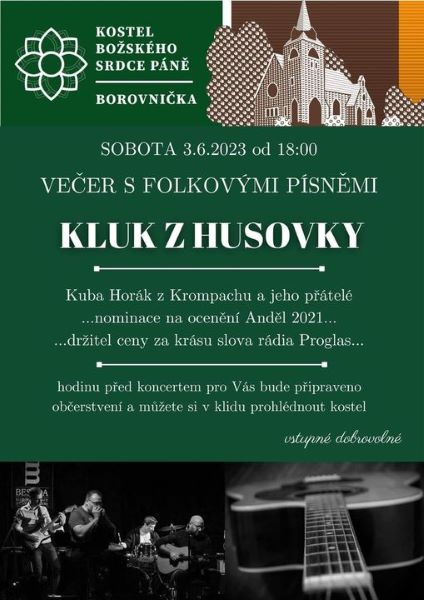 KOSTEL
BOŽSKÉHO
SRDCE PÁNĚ
BOROVNIČKA
SOBOTA 3.6.2023 od 18:00
VEČER S FOLKOVÝMI PÍSNĚMI
KLUK Z HUSOVKY
Kuba Horák z Krompachu a jeho přátelé
...nominace na ocenění Anděl 2021...
...držitel ceny za krásu slova rádia Proglas...
hodinu před koncertem pro Vás bude připraveno
občerstvení a můžete si v klidu prohlédnout kostel
vstupné dobrovolné